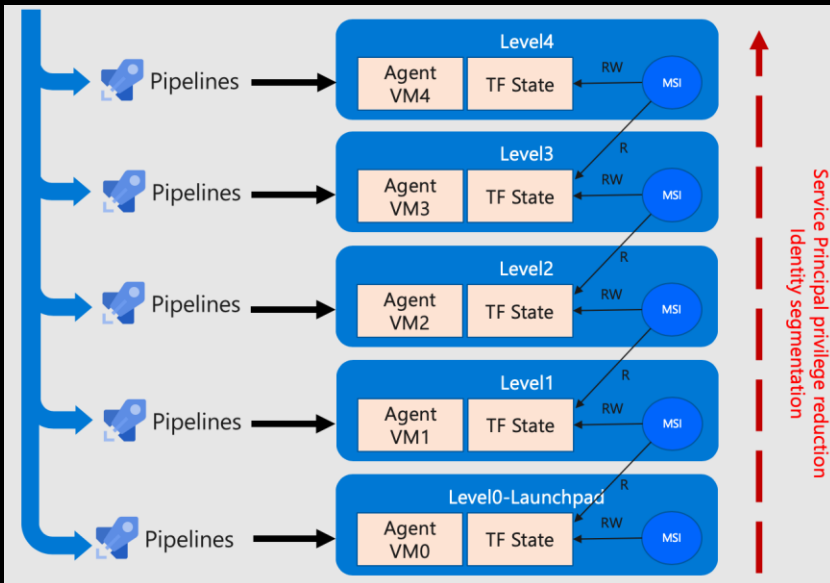 Level4
Pipelines
Agent
VM4
TF State
RW
MSI
R
Level3
Pipelines
Agent
VM3
TF State
RW
MSI
R
Level2
Pipelines
Agent
VM2
TF State
RW
MSI
R
Level1
Pipelines
Agent
VM1
TF State
RW
MSI
R
Level0-Launchpad
Pipelines
Agent
VM0
TF State
RW
MSI
Service Principal privilege reduction
Identity segmentation